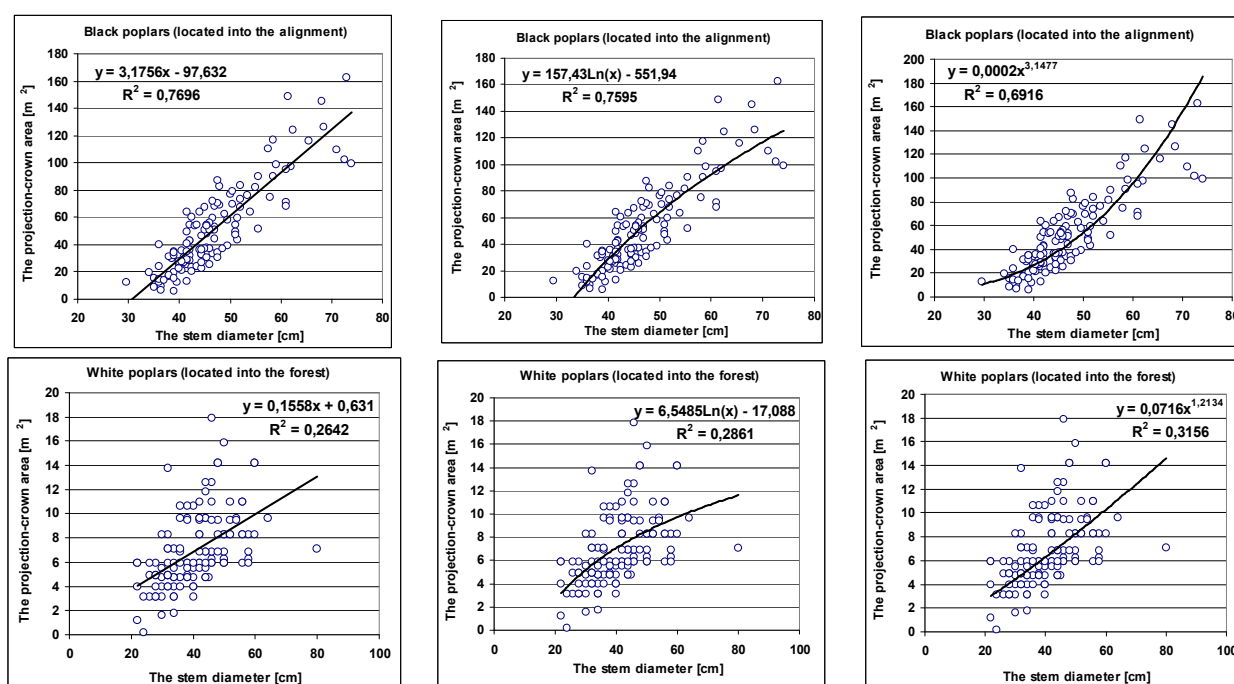 Black poplars (located into the alignment)
y = 3,1756x - 97,632
R² = 0,7696
The projection-crown area [m²]
180
160
140
120
100
80
60
40
20
0
20 30 40 50 60 70 80
The stem diameter [cm]
Black poplars (located into the alignment)
y = 157,43Ln(x) - 551,94
R² = 0,7595
The projection-crown area [m²]
180
160
140
120
100
80
60
40
20
0
20 30 40 50 60 70 80
The stem diameter [cm]
Black poplars (located into the alignment)
y = 0,0002x^3,1477
R² = 0,6916
The projection-crown area [m²]
200
180
160
140
120
100
80
60
40
20
0
20 30 40 50 60 70 80
The stem diameter [cm]
White poplars (located into the forest)
y = 0,1558x + 0,631
R² = 0,2642
The projection-crown area [m²]
20
18
16
14
12
10
8
6
4
2
0
0 20 40 60 80 100
The stem diameter [cm]
White poplars (located into the forest)
y = 6,5485Ln(x) - 17,088
R² = 0,2861
The projection-crown area [m²]
20
18
16
14
12
10
8
6
4
2
0
0 20 40 60 80 100
The stem diameter [cm]
White poplars (located into the forest)
y = 0,0716x^1,2134
R² = 0,3156
The projection-crown area [m²]
20
18
16
14
12
10
8
6
4
2
0
0 20 40 60 80 100
The stem diameter [cm]